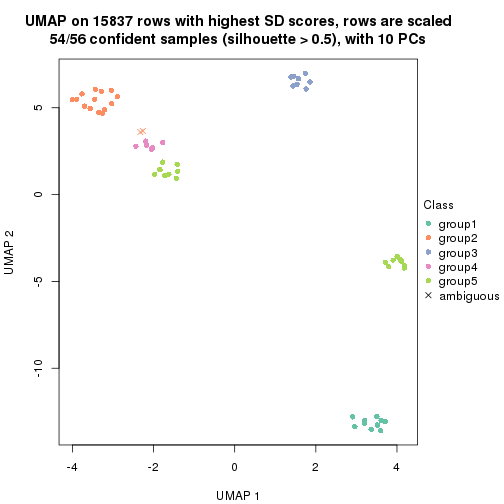 UMAP on 15837 rows with highest SD scores, rows are scaled
54/56 confident samples (silhouette > 0.5), with 10 PCs
5
0
-5
-10
UMAP 2
-4
-2
0
2
4
UMAP 1
Class
group1
group2
group3
group4
group5
ambiguous